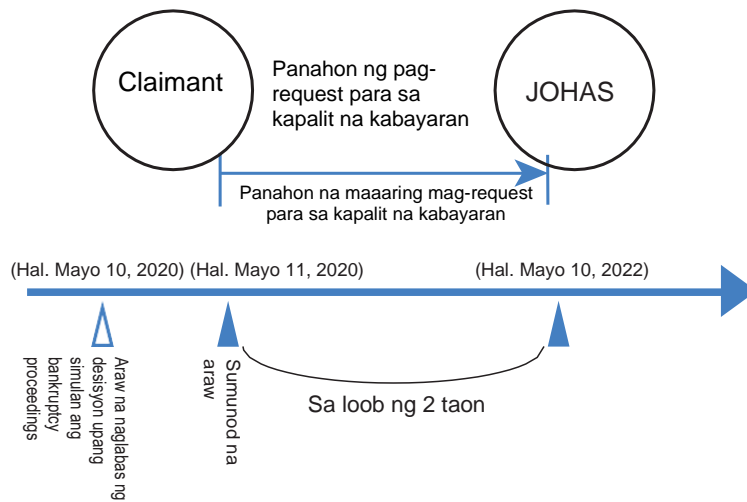 Claimant
Panahon ng pag-
request para sa
kapalit na kabayaran
JOHAS
Panahon na maaaring mag-request
para sa kapalit na kabayaran
(Hal. Mayo 10, 2020)
(Hal. Mayo 11, 2020)
(Hal. Mayo 10, 2022)
Araw na naglabas ng
desisyon upang
simulan ang
bankruptcy
proceedings
Sumunod na
araw
Sa loob ng 2 taon